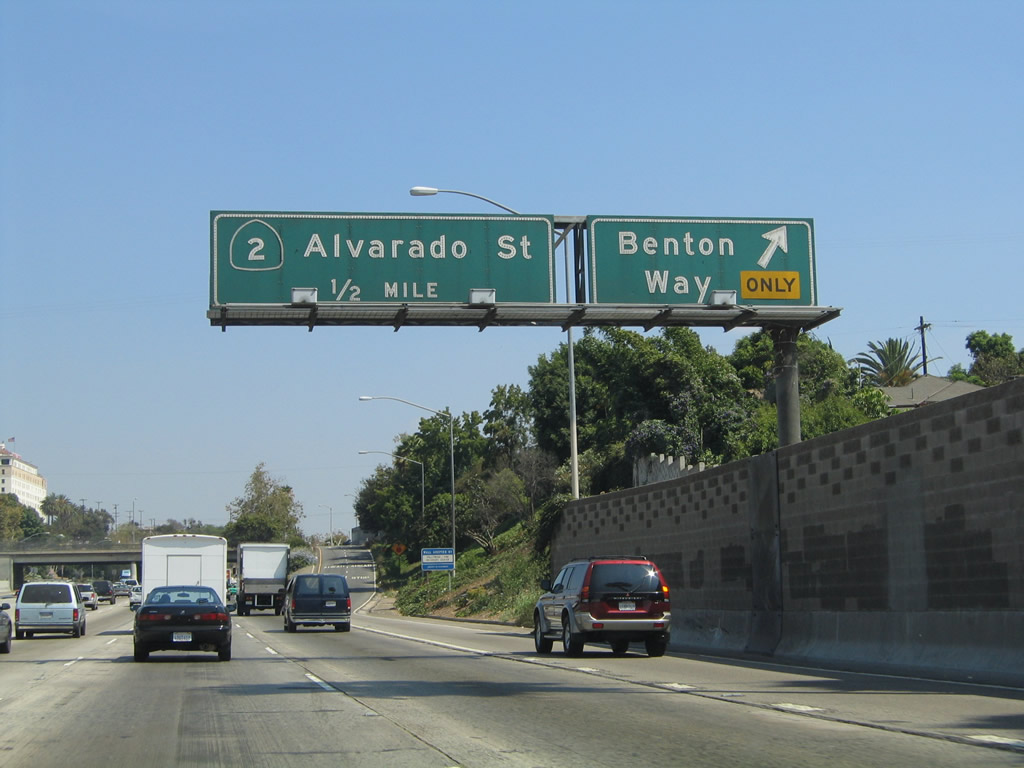 2 Alvarado St
1/2 MILE
Benton
Way
ONLY